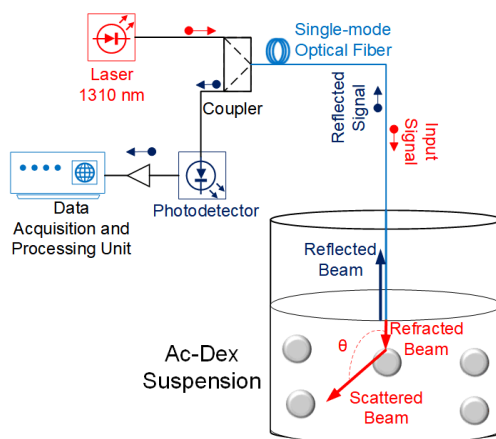 Single-mode
Optical Fiber
Laser
1310 nm
Coupler
Reflected
Signal
Input
Signal
Data
Acquisition and
Processing Unit
Photodetector
Reflected
Beam
Ac-Dex
Suspension
θ
Refracted
Beam
Scattered
Beam